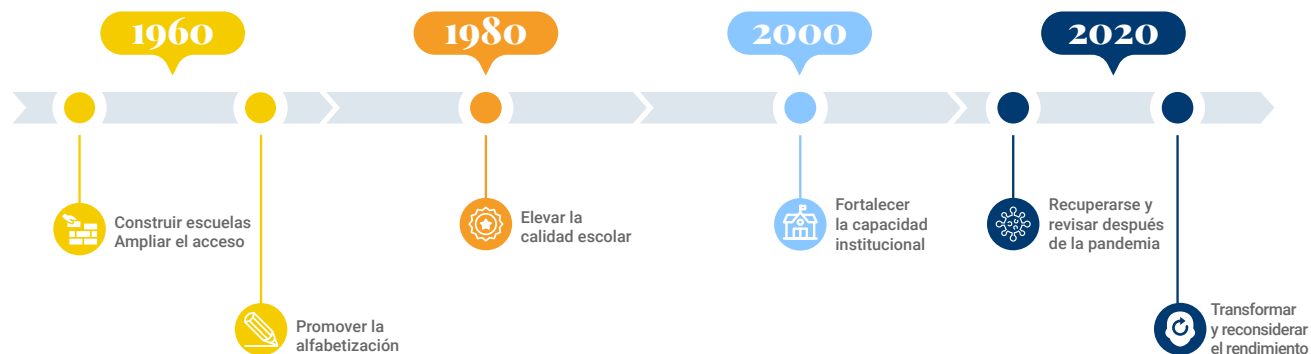 1960
1980
2000
2020
Construir escuelas
Ampliar el acceso
Promover la
alfabetización
Elevar la
calidad escolar
Fortalecer
la capacidad
institucional
Recuperarse y
revisar después
de la pandemia
Transformar
y reconsiderar
el rendimiento